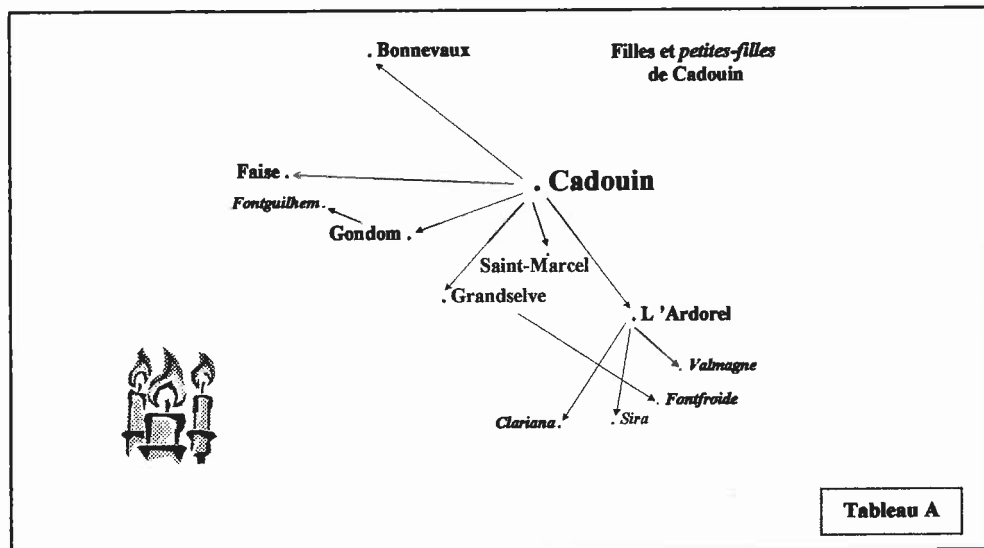 . Bonnevaux
Filles et petites-filles
de Cadouin
Faise .
. Cadouin
Fontguilhem .
Gondom .
Saint-Marcel
. Grandselve
. L 'Ardorel
. Valmagne
. Fontfroide
Clariana .
. Sira
Tableau A